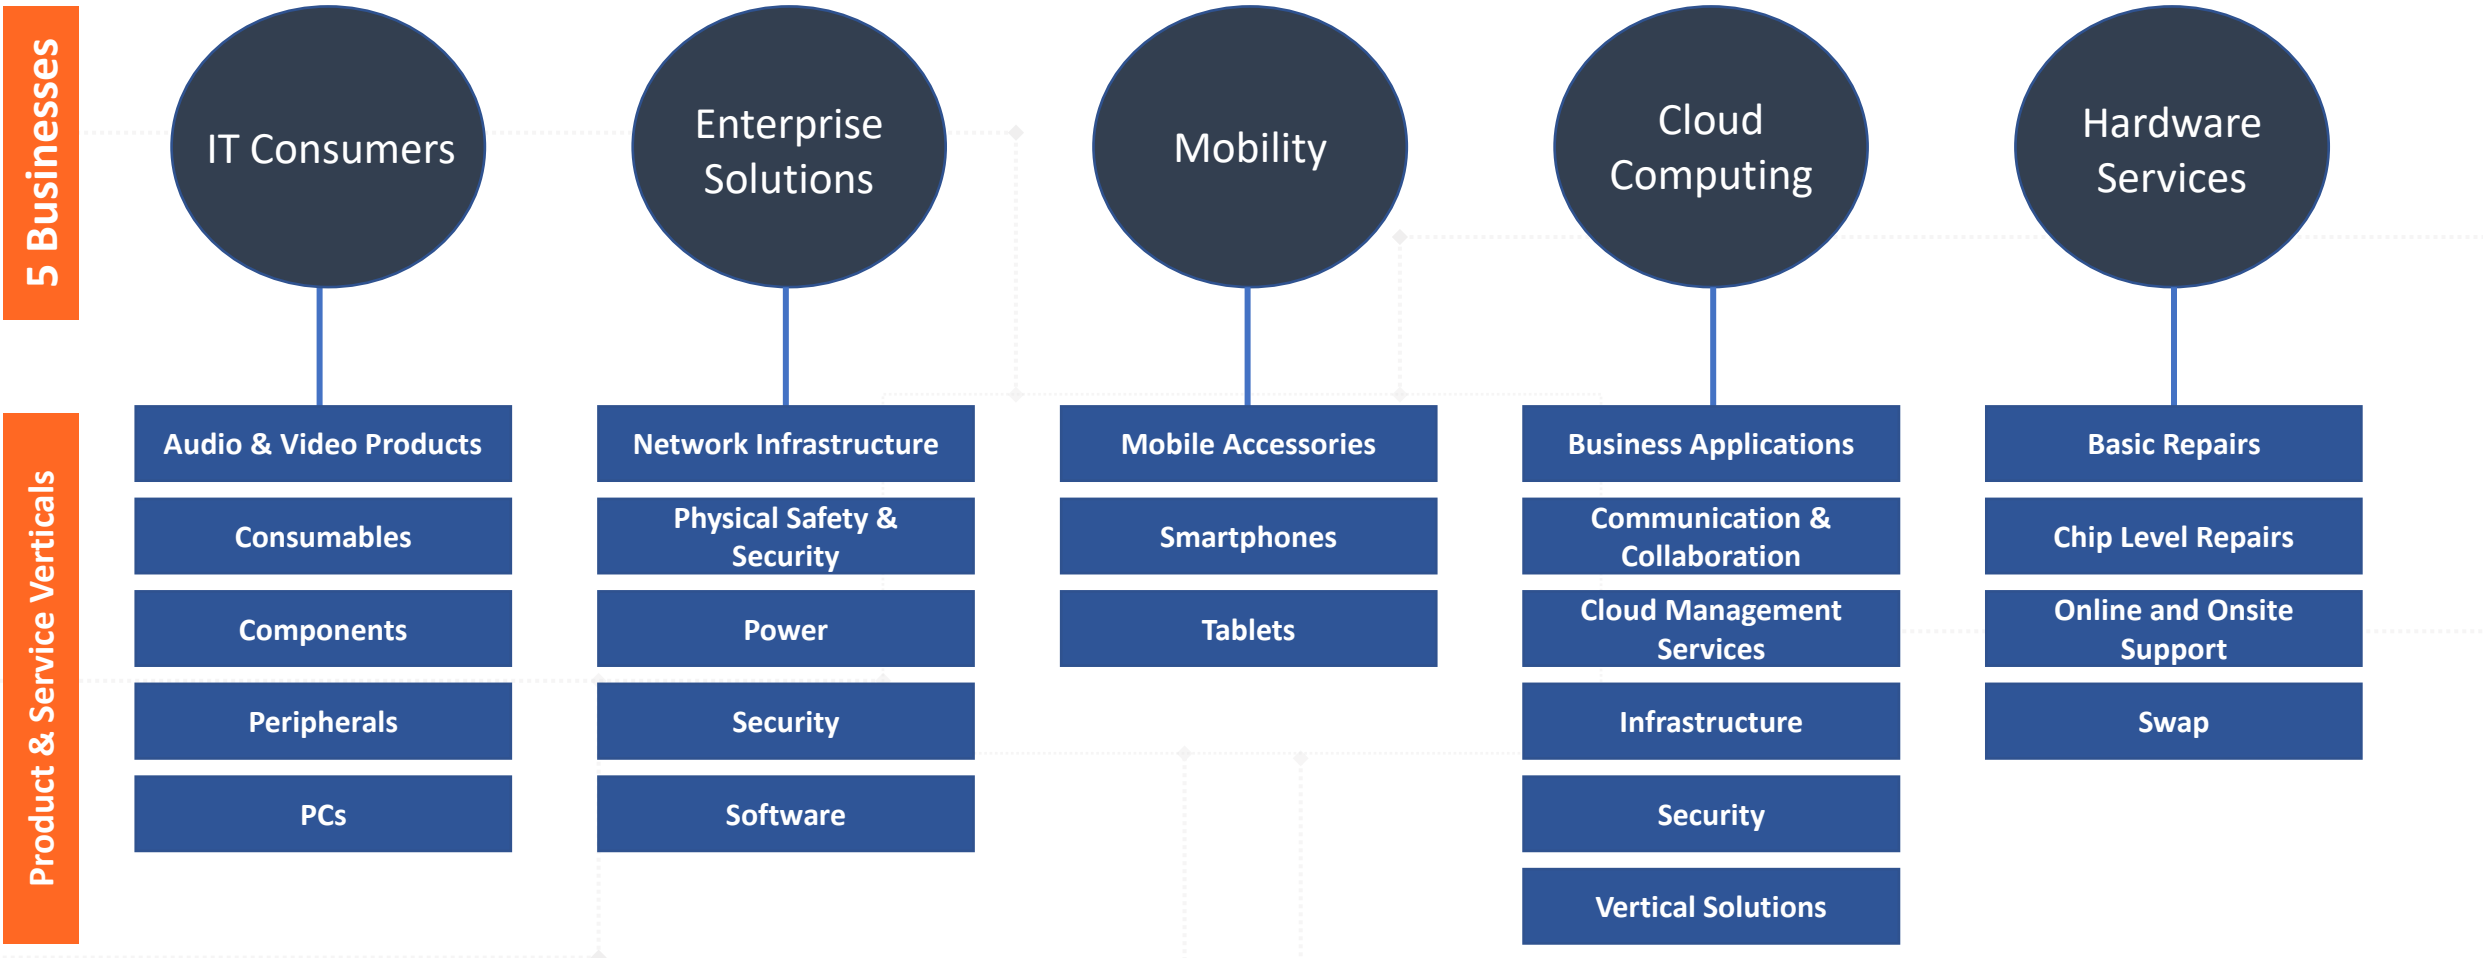 5 Businesses
IT Consumers
Enterprise
Solutions
Mobility
Cloud
Computing
Hardware
Services
Product & Service Verticals
Audio & Video Products
Consumables
Components
Peripherals
PCs
Network Infrastructure
Physical Safety &
Security
Power
Security
Software
Mobile Accessories
Smartphones
Tablets
Business Applications
Communication &
Collaboration
Cloud Management
Services
Infrastructure
Security
Vertical Solutions
Basic Repairs
Chip Level Repairs
Online and Onsite
Support
Swap